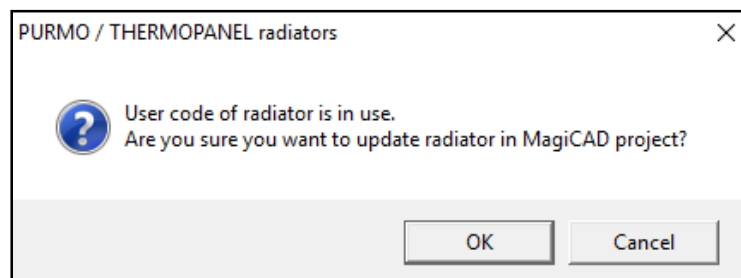 PURMO / THERMOPANEL radiators
User code of radiator is in use.
Are you sure you want to update radiator in MagiCAD project?
OK
Cancel